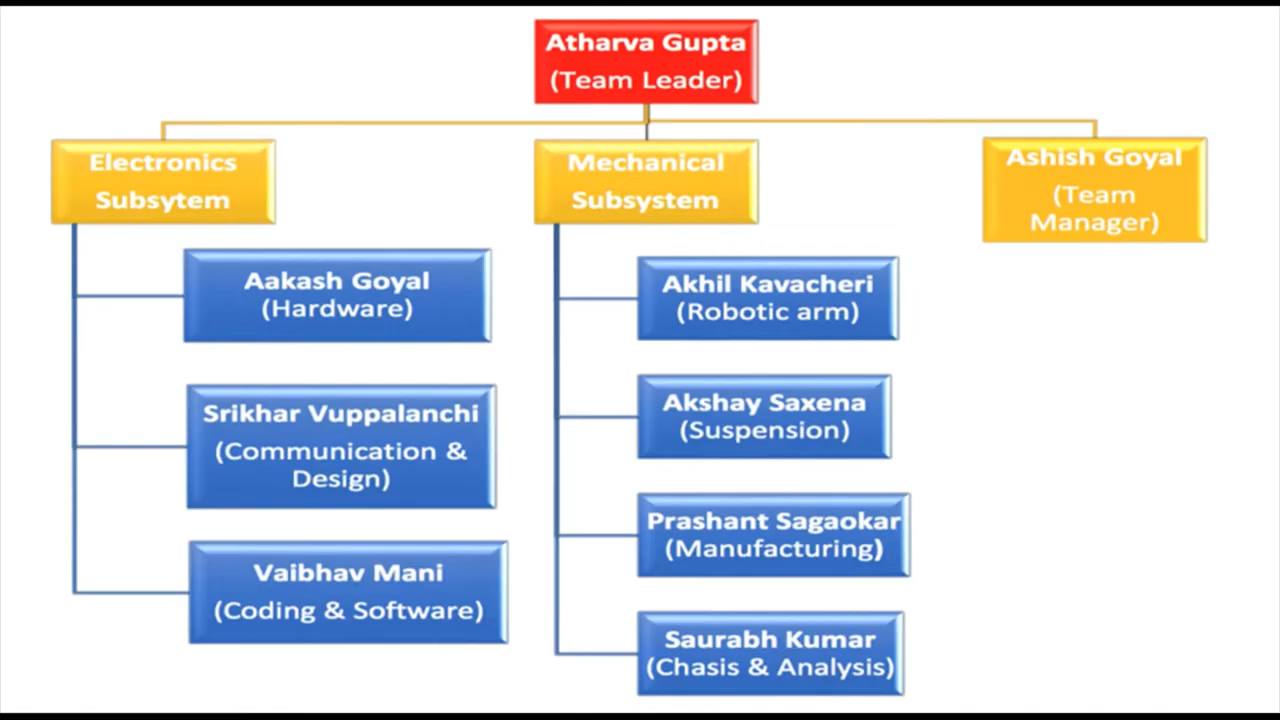 Atharva Gupta
(Team Leader)
Electronics
Subsytem
Mechanical
Subsystem
Ashish Goyal
(Team
Manager)
Aakash Goyal
(Hardware)
Srikhar Vuppalanchi
(Communication &
Design)
Vaibhav Mani
(Coding & Software)
Akhil Kavacheri
(Robotic arm)
Akshay Saxena
(Suspension)
Prashant Sagaokar
(Manufacturing)
Saurabh Kumar
(Chasis & Analysis)